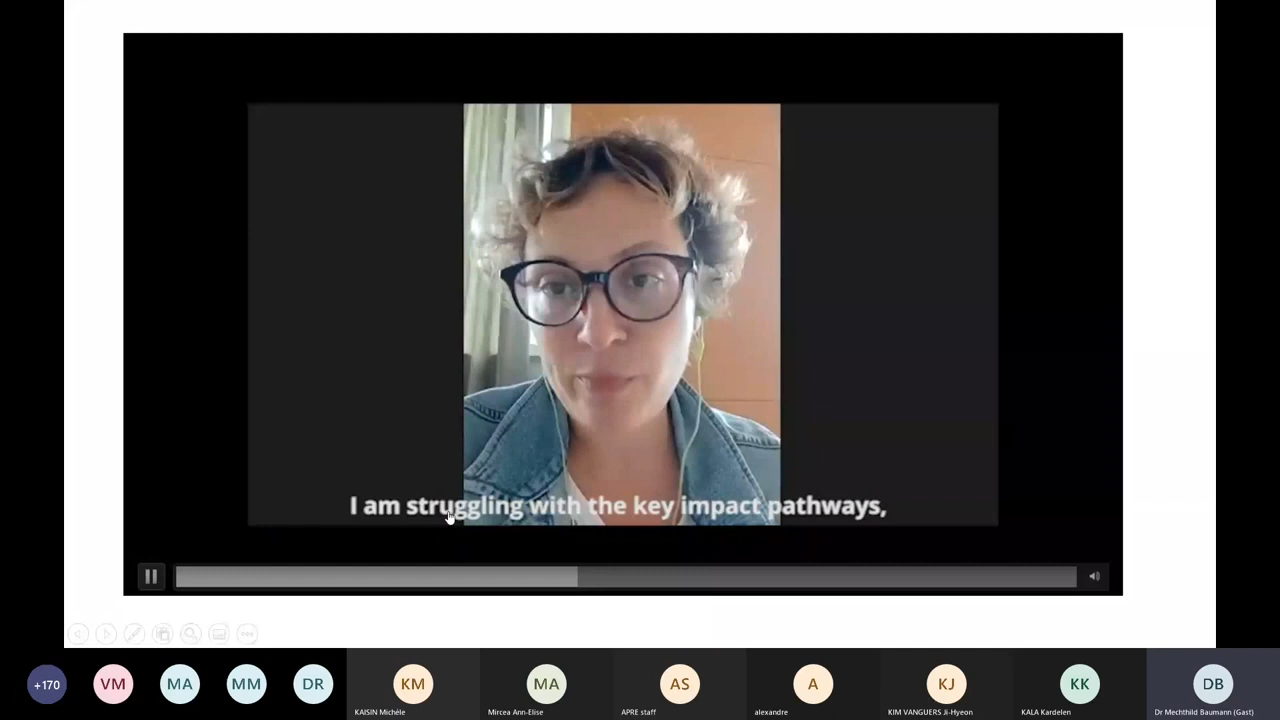 I am struggling with the key impact pathways,
+170
VM
MA
MM
DR
KM
KAISIN Michèle
MA
Mircea Ann-Elise
AS
APRE staff
A
alexandre
KJ
KIM VANGUERS Ji-Hyeon
KK
KALA Kardelen
DB
Dr Mechthild Baumann (Gast)